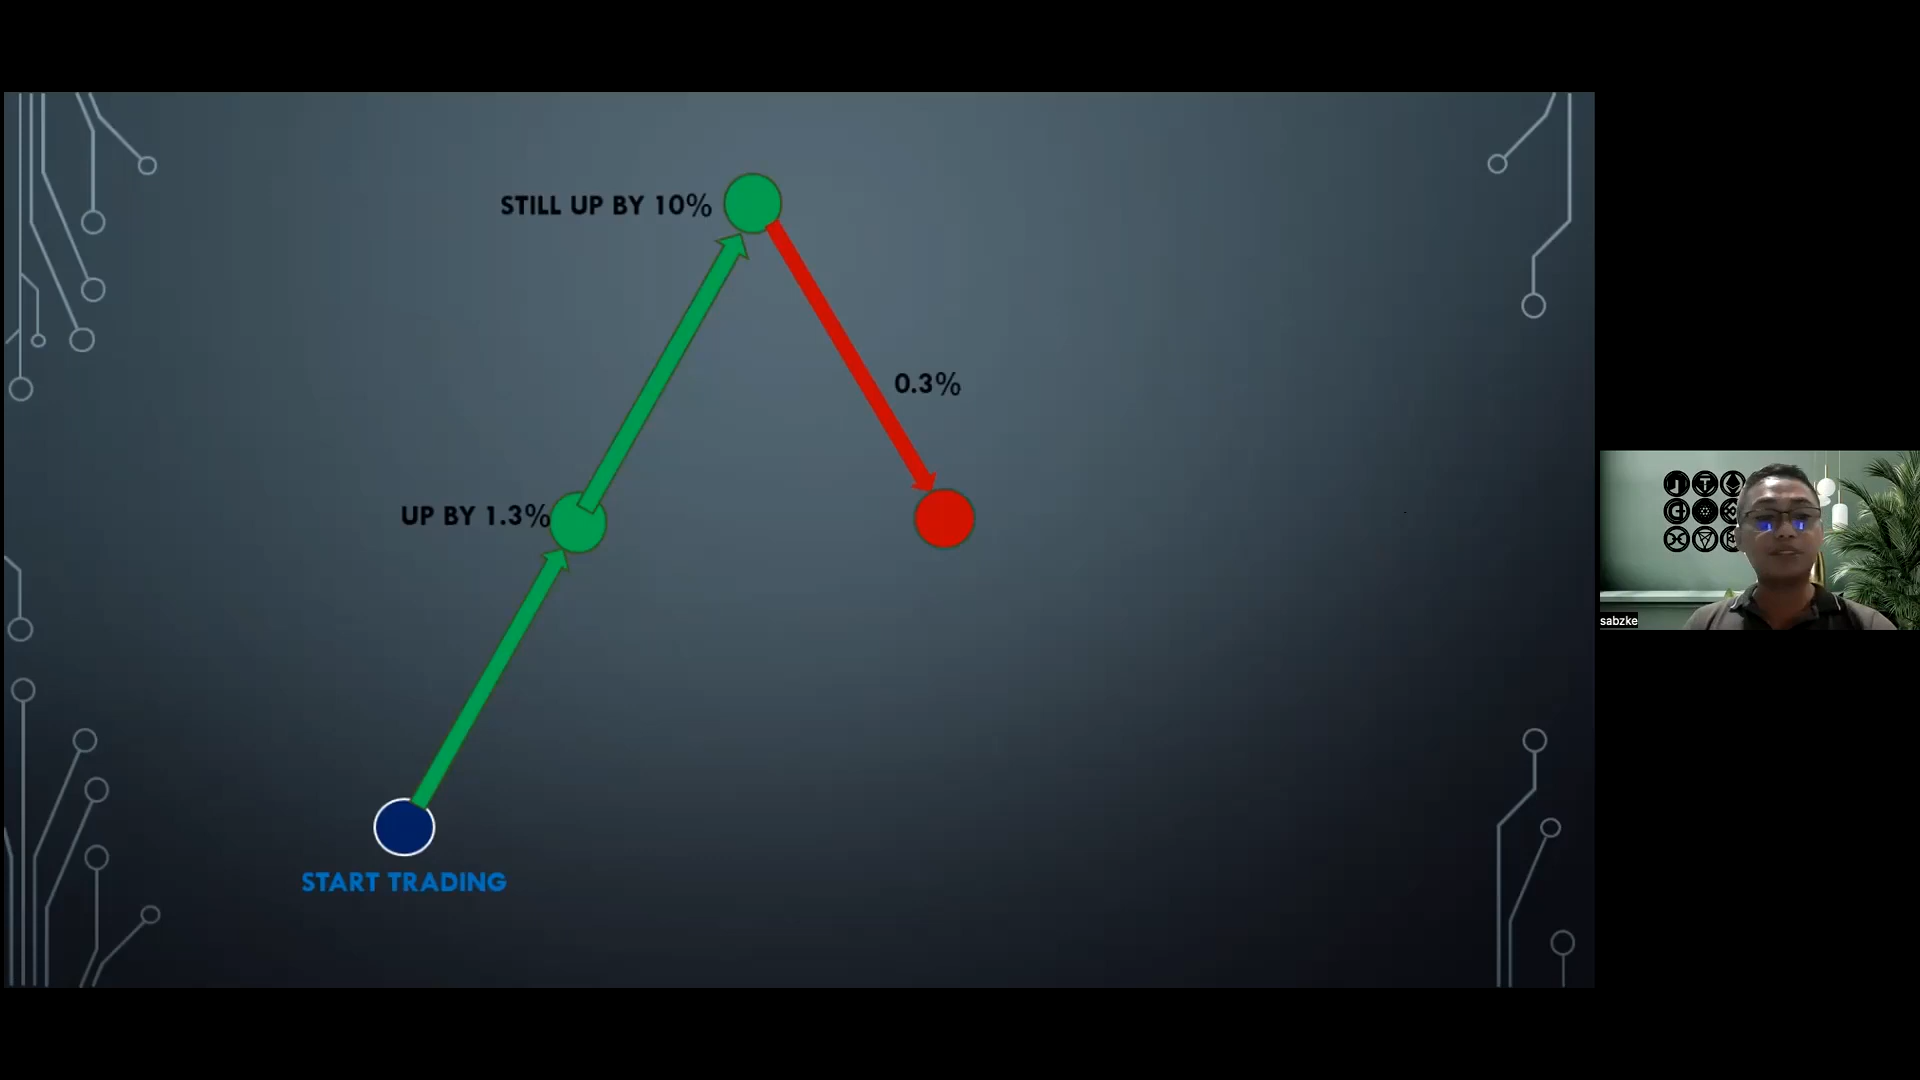 STILL UP BY 10%
0.3%
UP BY 1.3%
START TRADING
sabzke